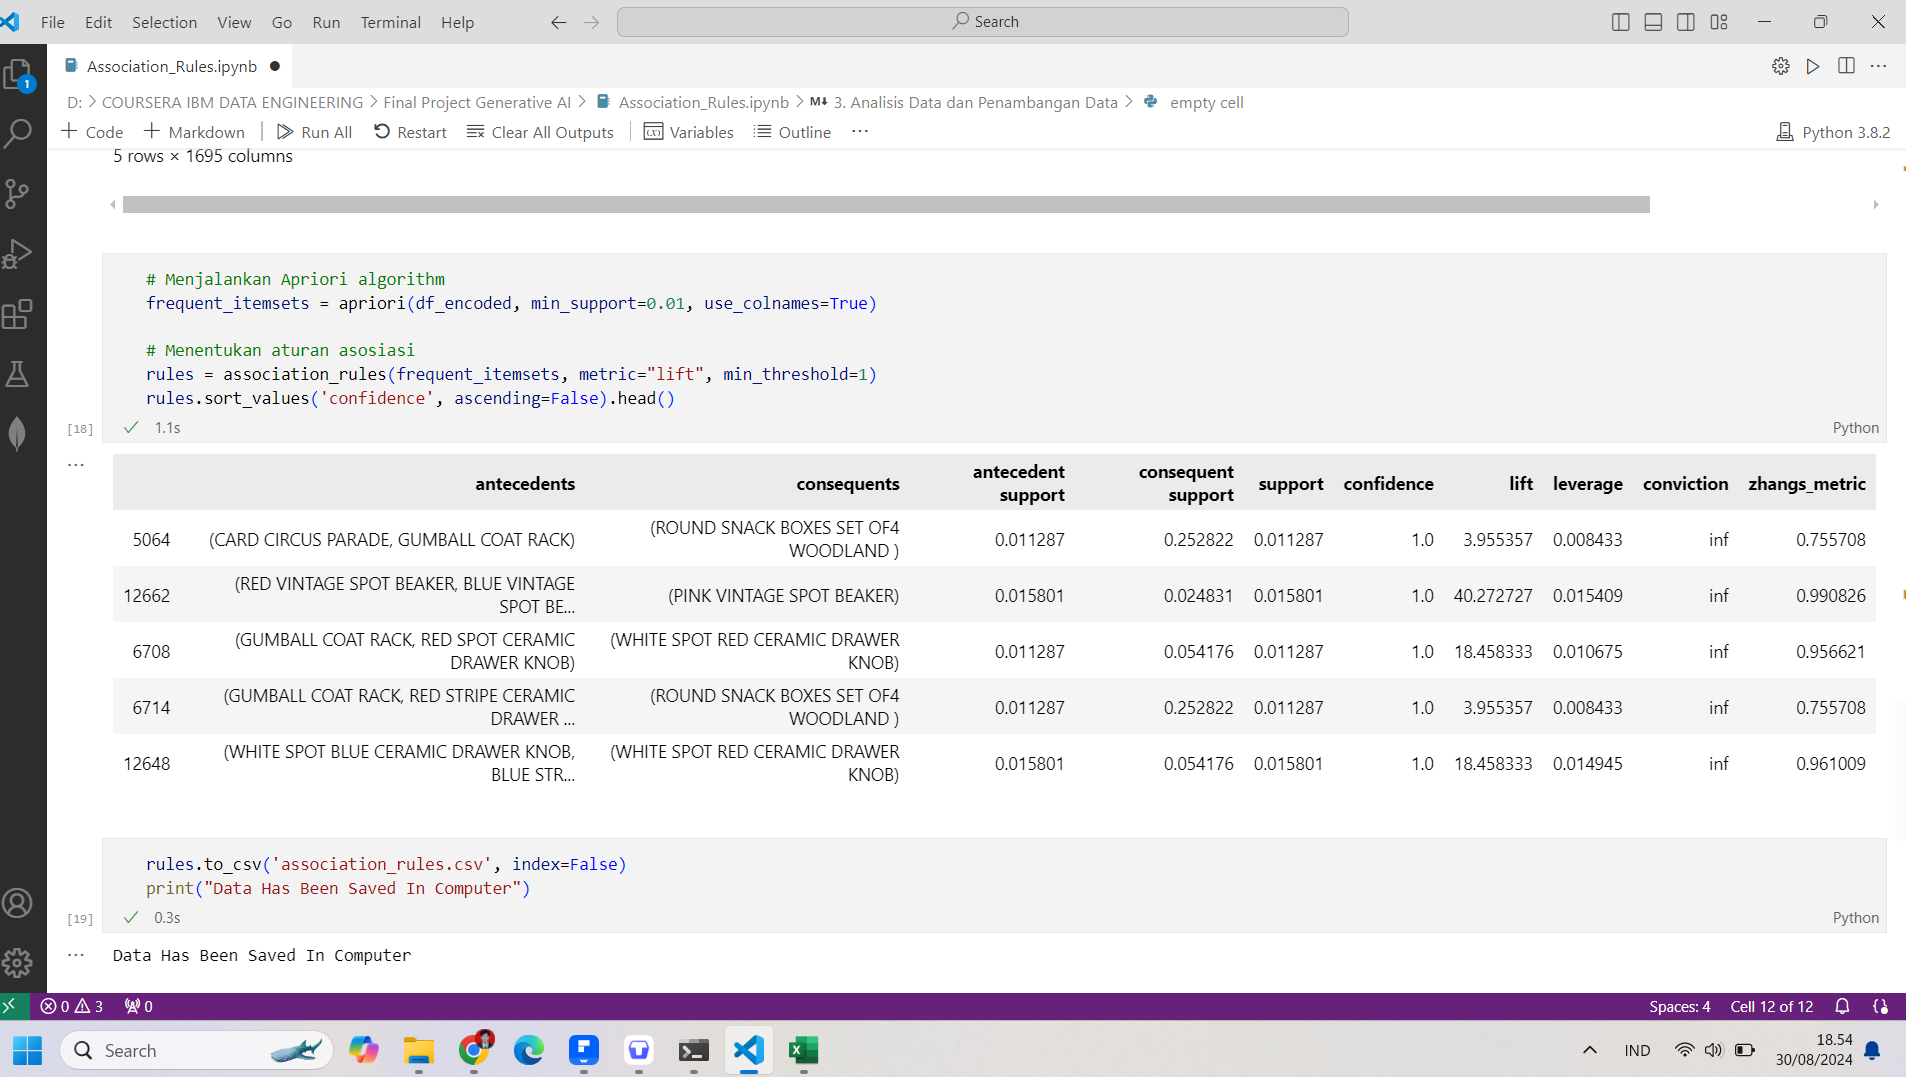 File Edit Selection View Go Run Terminal Help
Search
1
Association_Rules.ipynb
D: > COURSERA IBM DATA ENGINEERING > Final Project Generative AI > Association_Rules.ipynb > M↓ 3. Analisis Data dan Penambangan Data > empty cell
+ Code + Markdown | Run All Restart Clear All Outputs | Variables Outline ...
Python 3.8.2
5 rows × 1695 columns
# Menjalankan Apriori algorithm
frequent_itemsets = apriori(df_encoded, min_support=0.01, use_colnames=True)
# Menentukan aturan asosiasi
rules = association_rules(frequent_itemsets, metric="lift", min_threshold=1)
rules.sort_values('confidence', ascending=False).head()
[18] ✓ 1.1s Python
...
antecedents consequents antecedent support consequent support support confidence lift leverage conviction zhangs_metric
5064 (CARD CIRCUS PARADE, GUMBALL COAT RACK) (ROUND SNACK BOXES SET OF4 WOODLAND ) 0.011287 0.252822 0.011287 1.0 3.955357 0.008433 inf 0.755708
12662 (RED VINTAGE SPOT BEAKER, BLUE VINTAGE SPOT BE... (PINK VINTAGE SPOT BEAKER) 0.015801 0.024831 0.015801 1.0 40.272727 0.015409 inf 0.990826
6708 (GUMBALL COAT RACK, RED SPOT CERAMIC DRAWER KNOB) (WHITE SPOT RED CERAMIC DRAWER KNOB) 0.011287 0.054176 0.011287 1.0 18.458333 0.010675 inf 0.956621
6714 (GUMBALL COAT RACK, RED STRIPE CERAMIC DRAWER ... (ROUND SNACK BOXES SET OF4 WOODLAND ) 0.011287 0.252822 0.011287 1.0 3.955357 0.008433 inf 0.755708
12648 (WHITE SPOT BLUE CERAMIC DRAWER KNOB, BLUE STR... (WHITE SPOT RED CERAMIC DRAWER KNOB) 0.015801 0.054176 0.015801 1.0 18.458333 0.014945 inf 0.961009
rules.to_csv('association_rules.csv', index=False)
print("Data Has Been Saved In Computer")
[19] ✓ 0.3s Python
...
Data Has Been Saved In Computer
0 3 0 Spaces: 4 Cell 12 of 12
Search
IND
18.54
30/08/2024